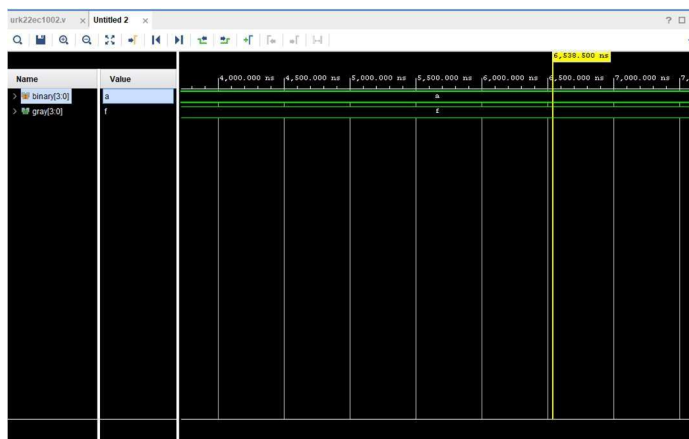 urk22ec1002.v × Untitled 2 × ?
6,538.500 ns
Name Value 4,000.000 ns 4,500.000 ns 5,000.000 ns 5,500.000 ns 6,000.000 ns 6,500.000 ns 7,000.000 ns 7,
> binary[3:0] a a
> gray[3:0] f f